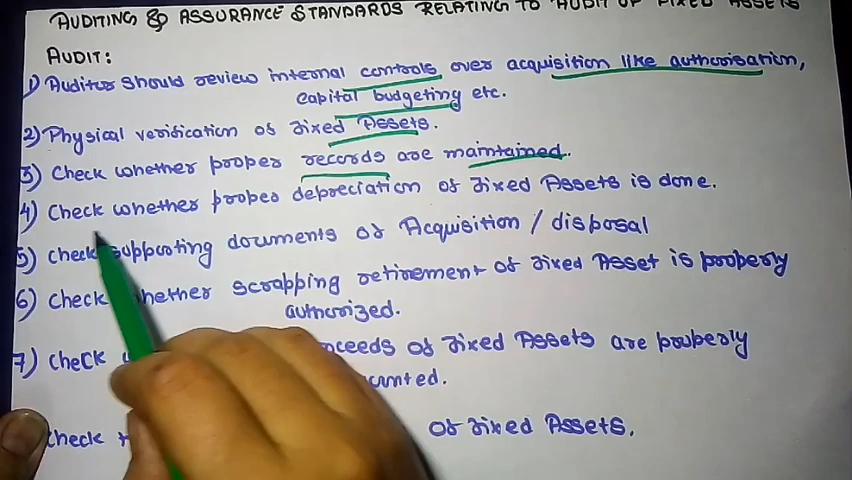 AUDITING & ASSURANCE STANDARDS RELATING TO AUDIT OF FIXED ASSETS
AUDIT:
1) Auditor should review internal controls over acquisition like authorisation,
capital budgeting etc.
2) Physical verification of Fixed Assets.
3) Check whether proper records are maintained.
4) Check whether proper depreciation of Fixed Assets is done.
5) Check supporting documents of Acquisition / disposal
6) Check whether scrapping retirement of Fixed Asset is properly
authorized.
7) Check of Fixed Assets are properly
Check of Fixed Assets.